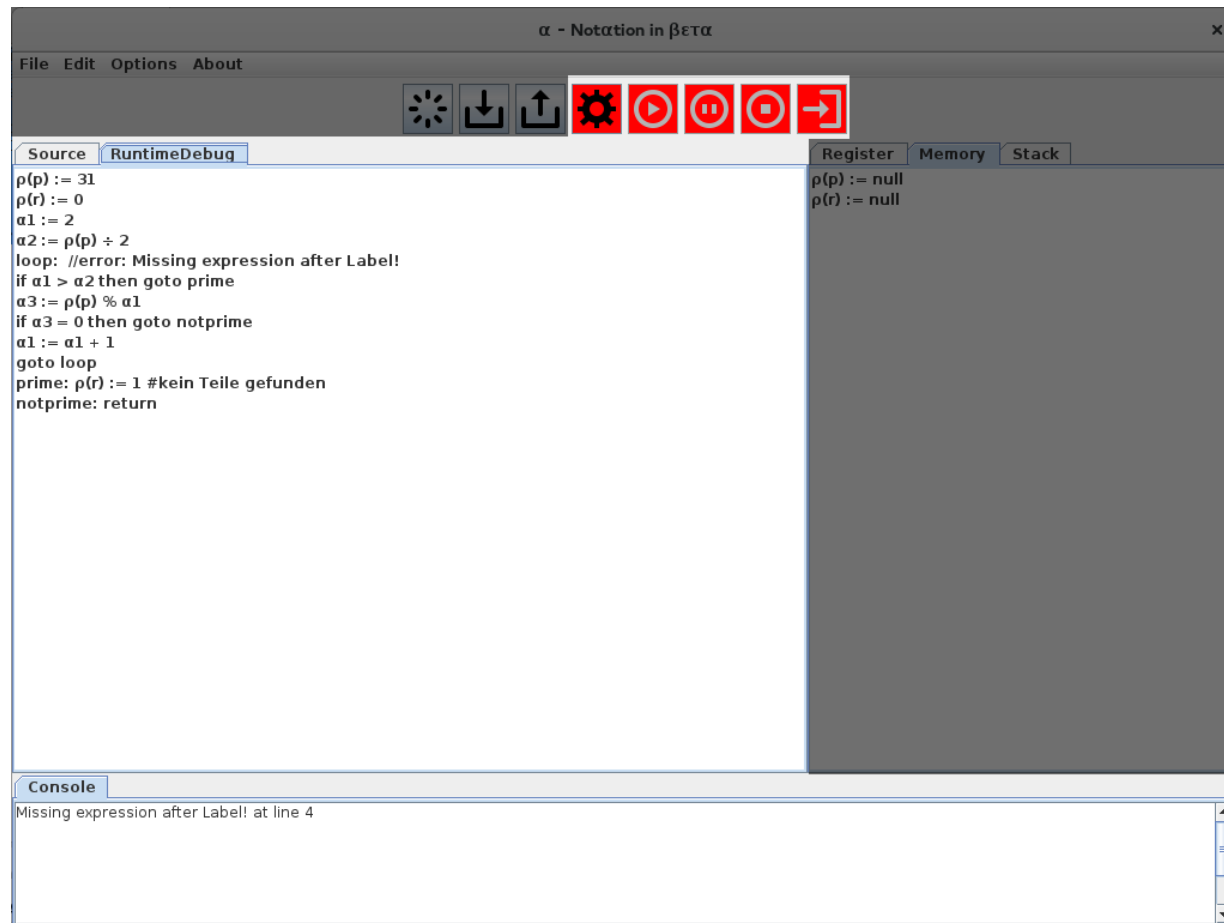 α - Notαtion in βετα
×
File Edit Options About
Source RuntimeDebug
Register Memory Stack
ρ(p) := 31
ρ(r) := 0
α1 := 2
α2 := ρ(p) ÷ 2
loop:  //error: Missing expression after Label!
if α1 > α2 then goto prime
α3 := ρ(p) % α1
if α3 = 0 then goto notprime
α1 := α1 + 1
goto loop
prime: ρ(r) := 1 #kein Teile gefunden
notprime: return
ρ(p) := null
ρ(r) := null
Console
Missing expression after Label! at line 4